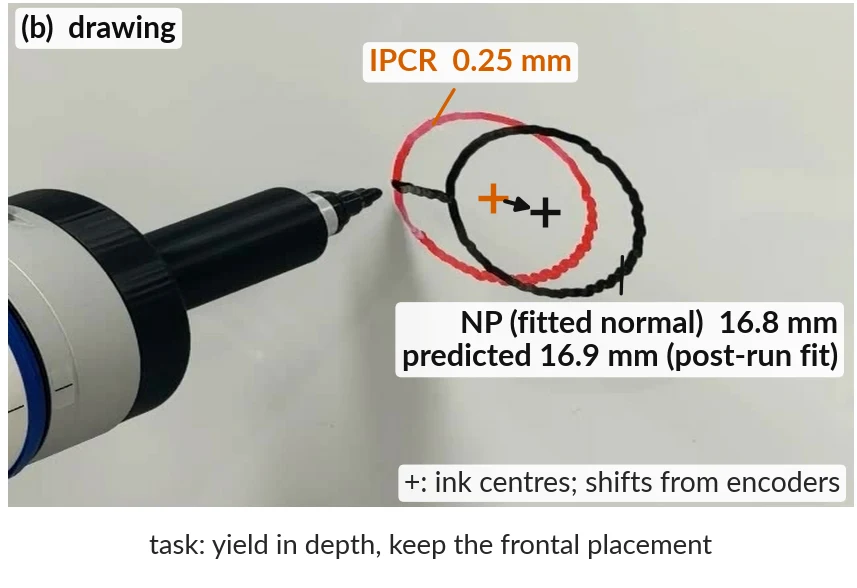 (b) drawing
IPCR 0.25 mm
NP (fitted normal) 16.8 mm
predicted 16.9 mm (post-run fit)
+: ink centres; shifts from encoders
task: yield in depth, keep the frontal placement